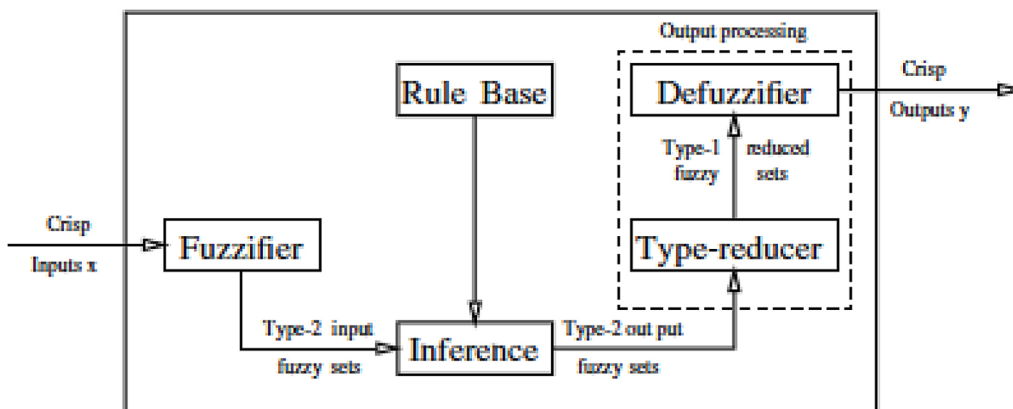 Output processing
Rule Base
Defuzzifier
Crisp
Outputs y
Type-1 reduced
fuzzy sets
Crisp
Inputs x
Fuzzifier
Type-reducer
Type-2 input
fuzzy sets
Inference
Type-2 out put
fuzzy sets